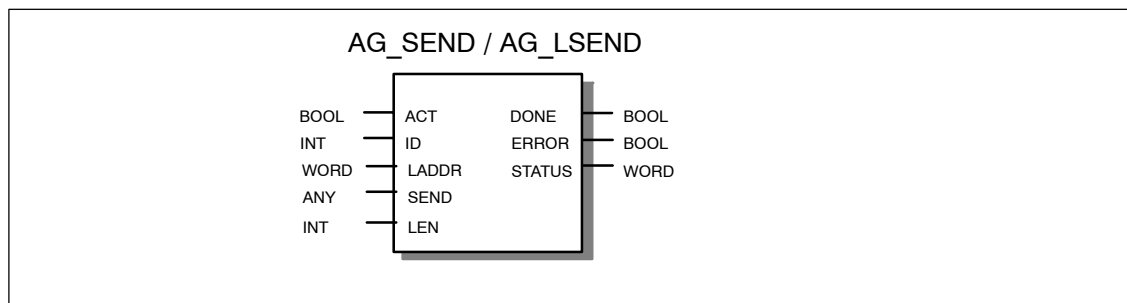 AG_SEND / AG_LSEND
BOOL ACT DONE BOOL
INT ID ERROR BOOL
WORD LADDR STATUS WORD
ANY SEND
INT LEN